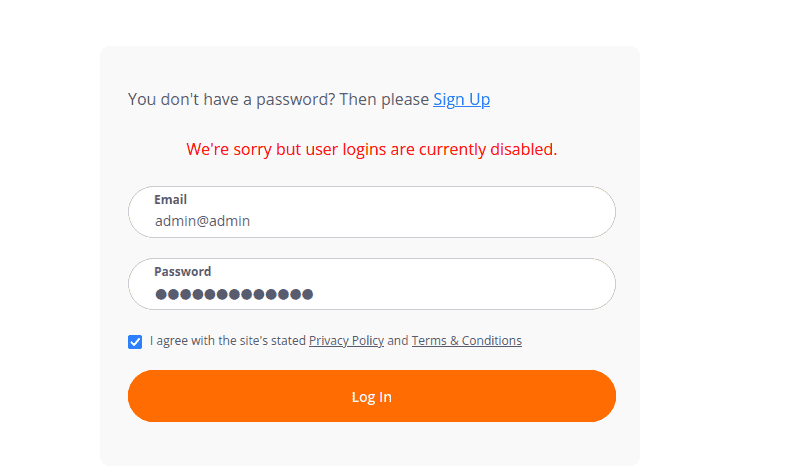 You don't have a password? Then please Sign Up
We're sorry but user logins are currently disabled.
Email
admin@admin
Password
●●●●●●●●●●●●●
I agree with the site's stated Privacy Policy and Terms & Conditions
Log In